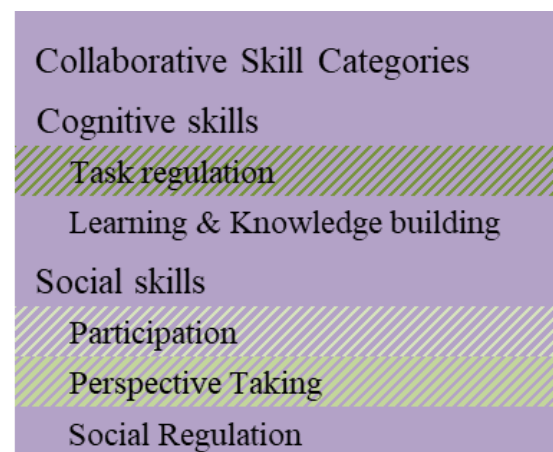 Collaborative Skill Categories
Cognitive skills
Task regulation
Learning & Knowledge building
Social skills
Participation
Perspective Taking
Social Regulation